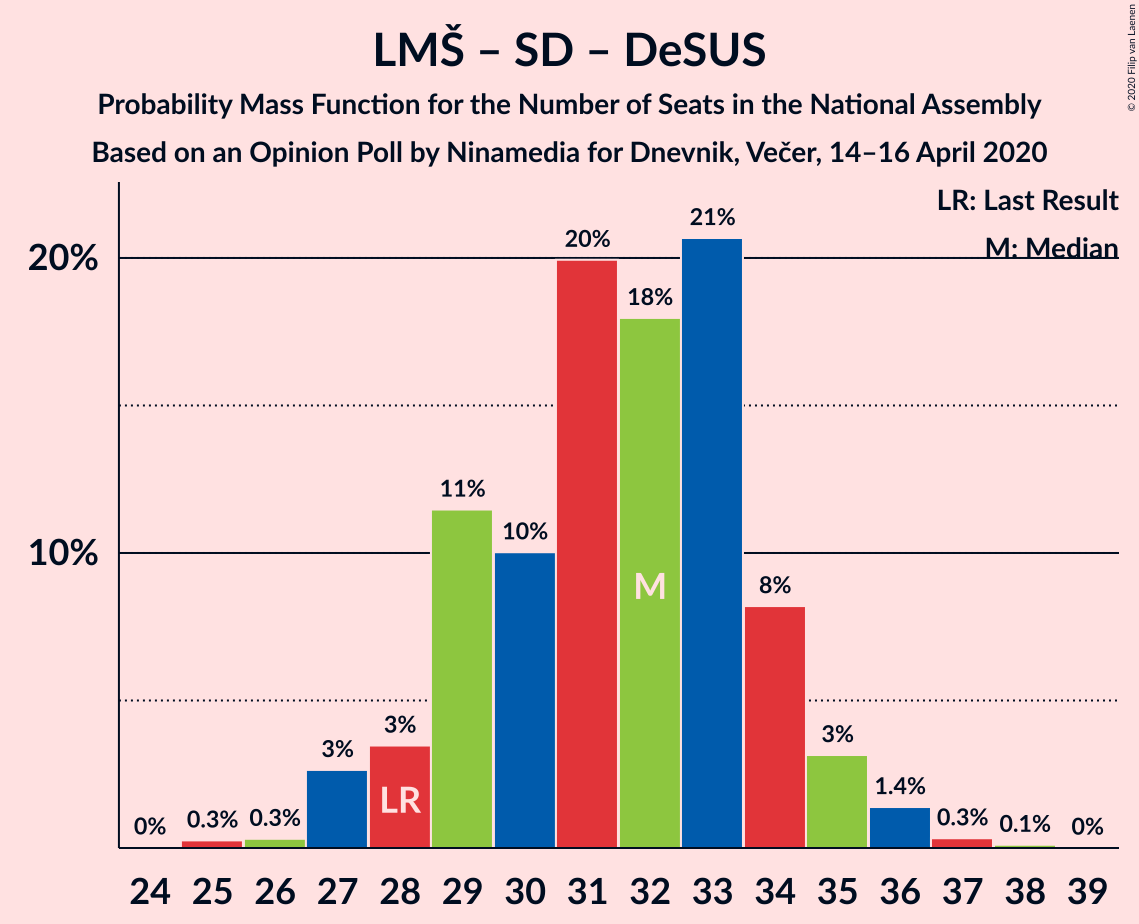 LMŠ – SD – DeSUS
Probability Mass Function for the Number of Seats in the National Assembly
Based on an Opinion Poll by Ninamedia for Dnevnik, Večer, 14–16 April 2020
© 2020 Filip van Laenen
LR: Last Result
M: Median
20%
10%
0%
0.3%
0.3%
3%
3%
11%
10%
20%
18%
21%
8%
3%
1.4%
0.3%
0.1%
0%
LR
M
24 25 26 27 28 29 30 31 32 33 34 35 36 37 38 39